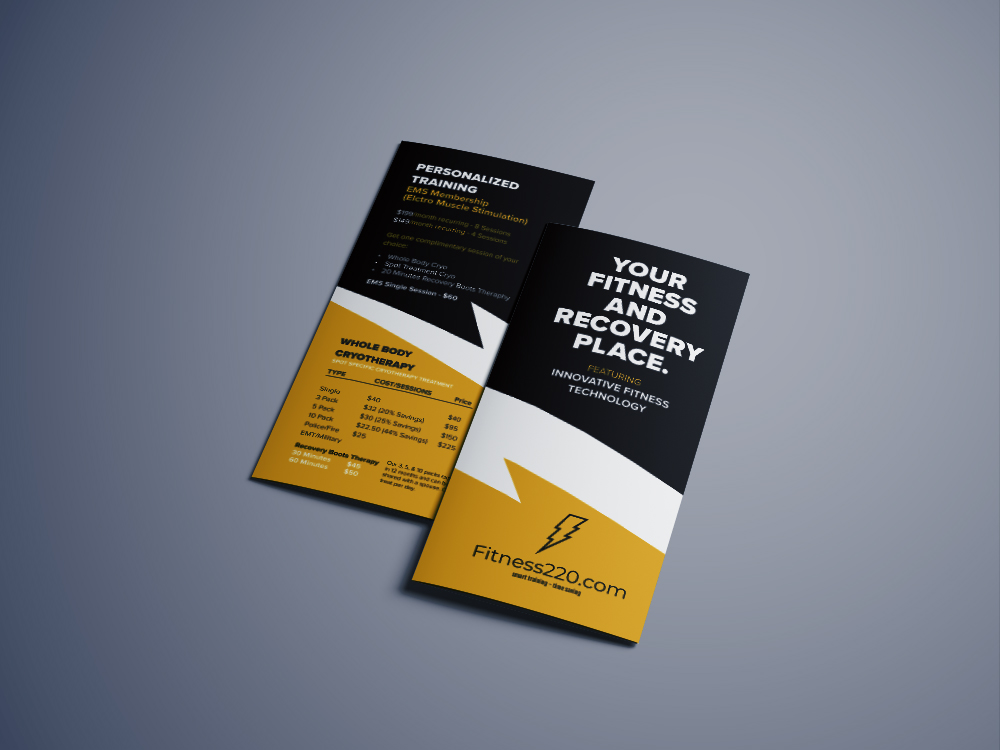 PERSONALIZED
TRAINING
EMS Membership
(Elctro Muscle Stimulation)
$199/month recurring - 8 Sessions
$149/month recurring - 4 Sessions
Get one complimentary session of your
choice:
• Whole Body Cryo
• Spot Treatment Cryo
• 20 Minutes Recovery Boots Theraphy
EMS Single Session - $60
WHOLE BODY
CRYOTHERAPY
SPOT SPECIFIC CRYOTHERAPY TREATMENT
TYPE COST/SESSIONS Price
Single $40 $40
3 Pack $32 (20% Savings) $95
5 Pack $30 (25% Savings) $150
10 Pack $22.50 (44% Savings) $225
Police/Fire $25
EMT/Military
Recovery Boots Therapy
30 Minutes $45
60 Minutes $60
Our 3, 5, & 10 packs
in 12 months and can
shared with a spouse.
treat per day.
YOUR
FITNESS
AND
RECOVERY
PLACE.
FEATURING
INNOVATIVE FITNESS
TECHNOLOGY
Fitness220.com
smart training - time saving